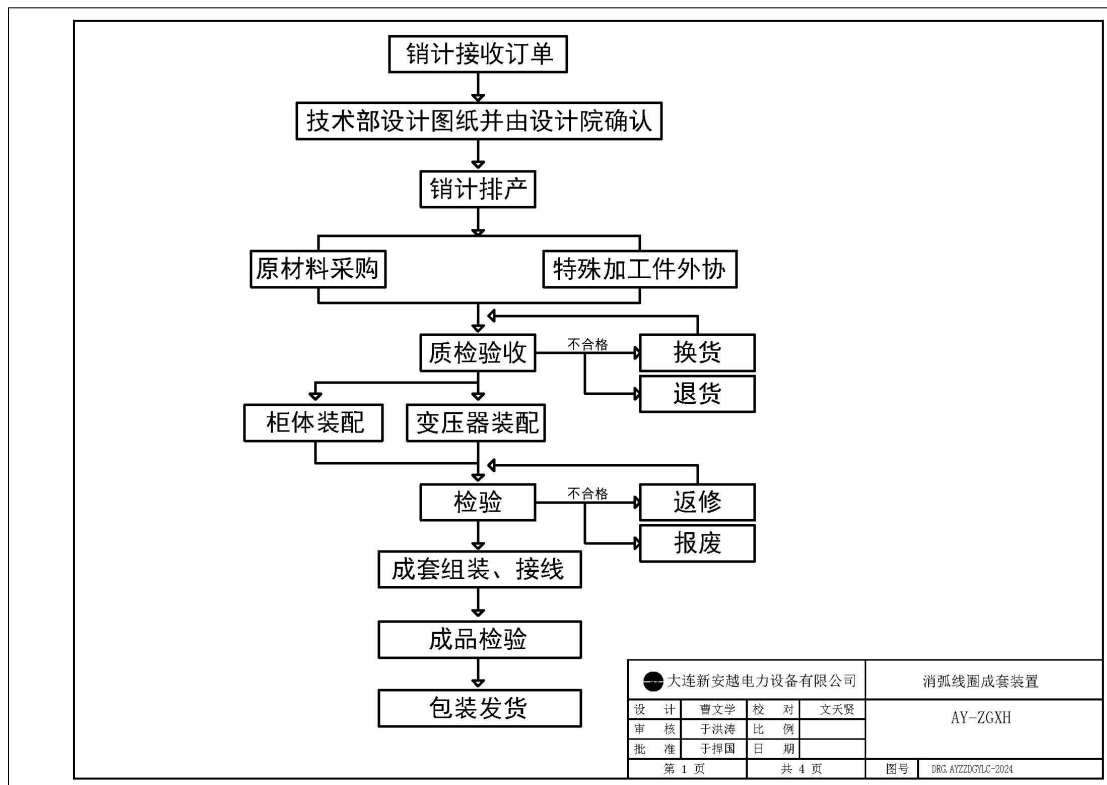 销计接收订单
技术部设计图纸并由设计院确认
销计排产
原材料采购
特殊加工件外协
质检验收
不合格
换货
退货
柜体装配
变压器装配
检验
不合格
返修
报废
成套组装、接线
成品检验
包装发货
大连新安越电力设备有限公司
消弧线圈成套装置
设 计 曹文学 校 对 文天贤
AY-ZGXH
审 核 于洪涛 比 例
批 准 于捍国 日 期
第 1 页 共 4 页 图号 DRG.AYZZDGYLC-2024